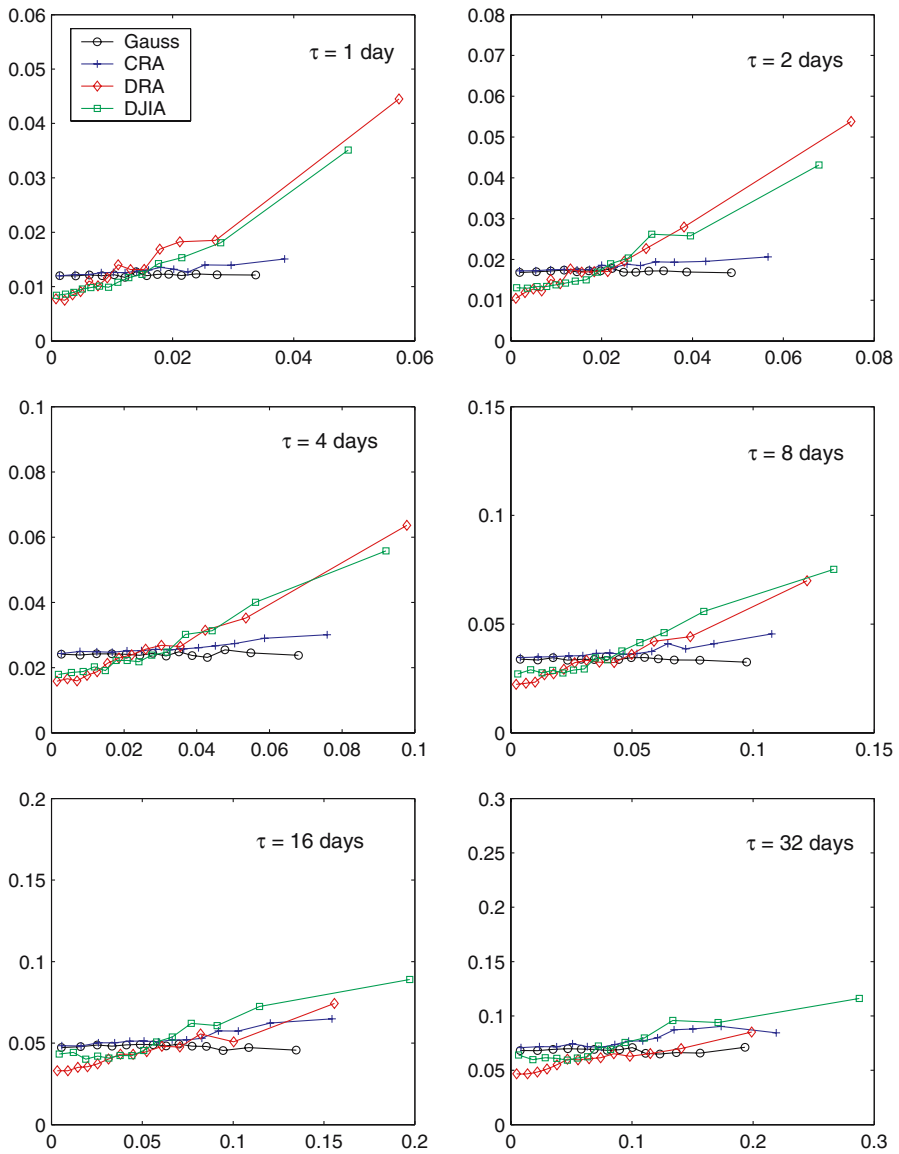 0.06
0.05
0.04
0.03
0.02
0.01
0
0 0.02 0.04 0.06
Gauss
CRA
DRA
DJIA
τ = 1 day
0.08
0.07
0.06
0.05
0.04
0.03
0.02
0.01
0
0 0.02 0.04 0.06 0.08
τ = 2 days
0.1
0.08
0.06
0.04
0.02
0
0 0.02 0.04 0.06 0.08 0.1
τ = 4 days
0.15
0.1
0.05
0
0 0.05 0.1 0.15
τ = 8 days
0.2
0.15
0.1
0.05
0
0 0.05 0.1 0.15 0.2
τ = 16 days
0.3
0.25
0.2
0.15
0.1
0.05
0
0 0.1 0.2 0.3
τ = 32 days